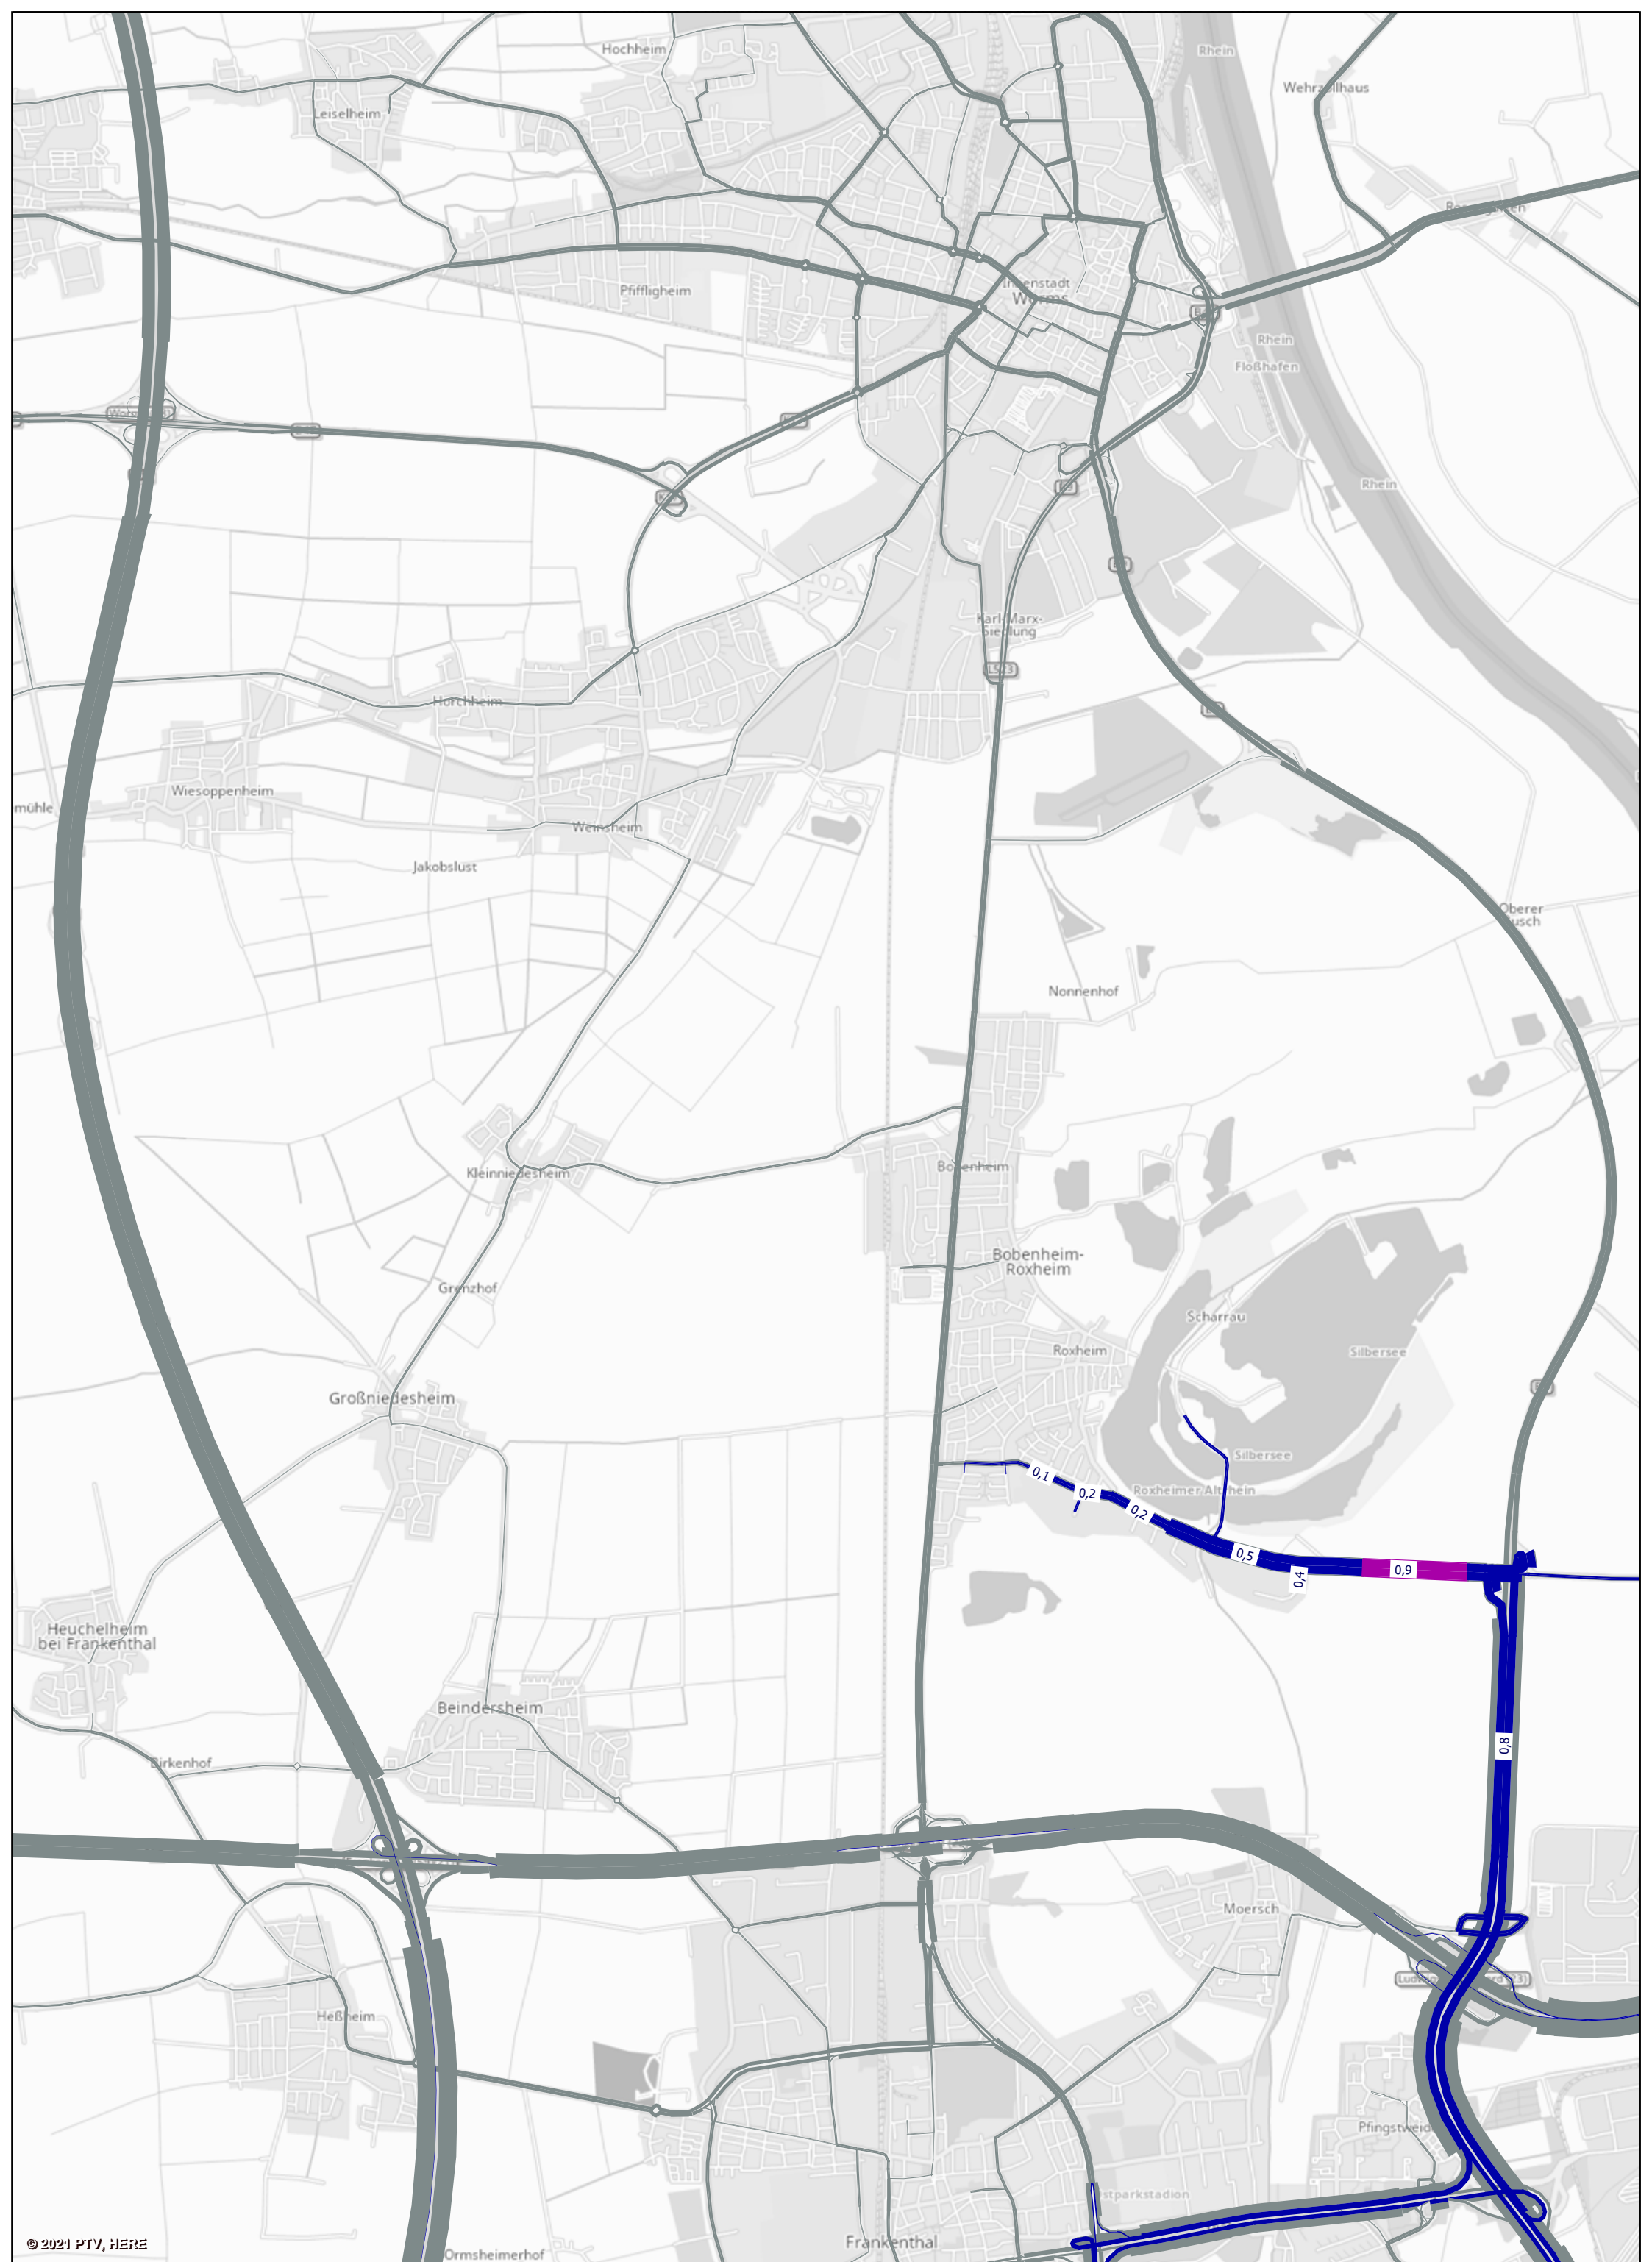 Hochheim
Rhein
Wehrzollhaus
Leiselheim
Rosengarten
Pfiffligheim
Innenstadt
Worms
Rhein
Floßhafen
Rhein
Karl-Marx-
Siedlung
L523
Horchheim
Wiesoppenheim
mühle
Weinsheim
Jakobslust
Oberer
Busch
Nonnenhof
Kleinniedesheim
Bobenheim
Bobenheim-
Roxheim
Grenzhof
Scharrau
Roxheim
Silbersee
Großniedesheim
Silbersee
0,1
0,2
Roxheimer Altrhein
0,2
0,5
0,4
0,9
Heuchelheim
bei Frankenthal
Beindersheim
0,8
Birkenhof
Moersch
Heßheim
Pfingstweide
Ostparkstadion
Frankenthal
© 2021 PTV, HERE
Ormsheimerhof